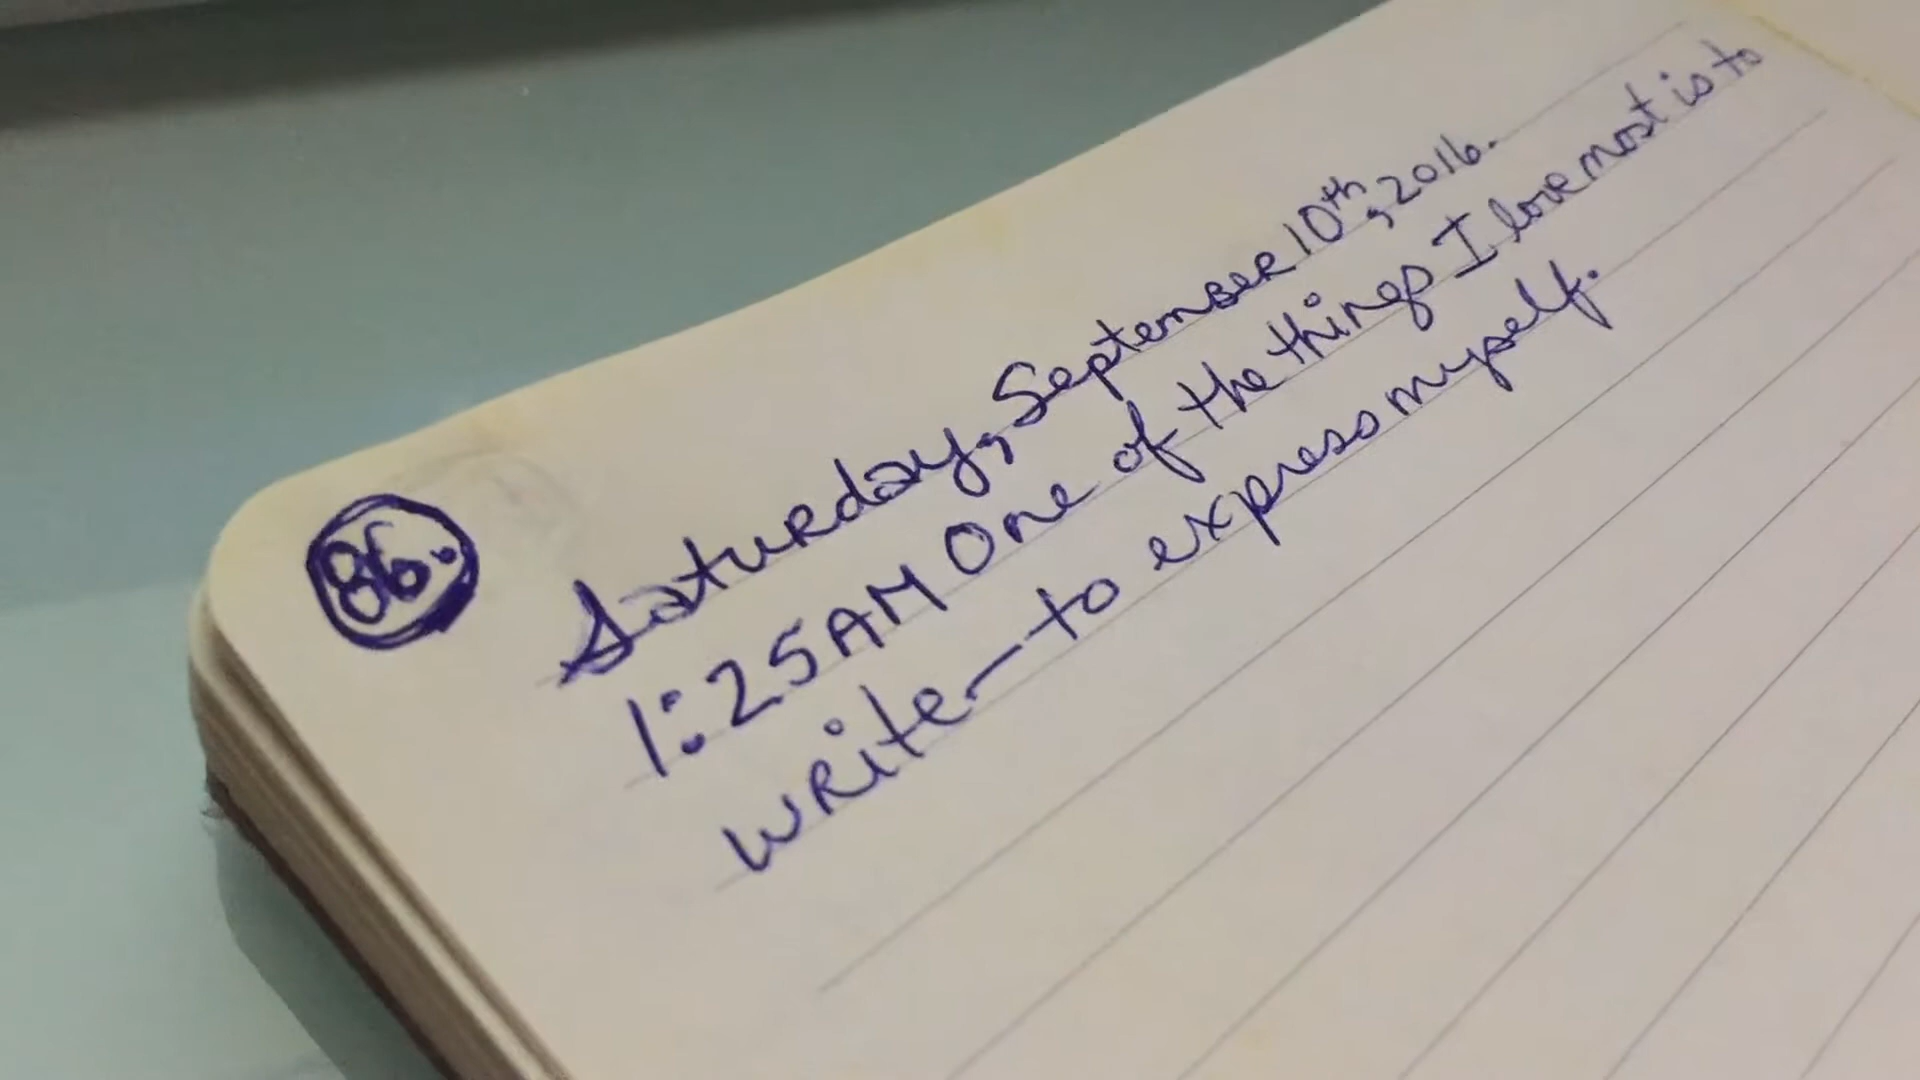 86.
Saturday, September 10th, 2016.
1:25AM One of the things I love most is to
write—to express myself.